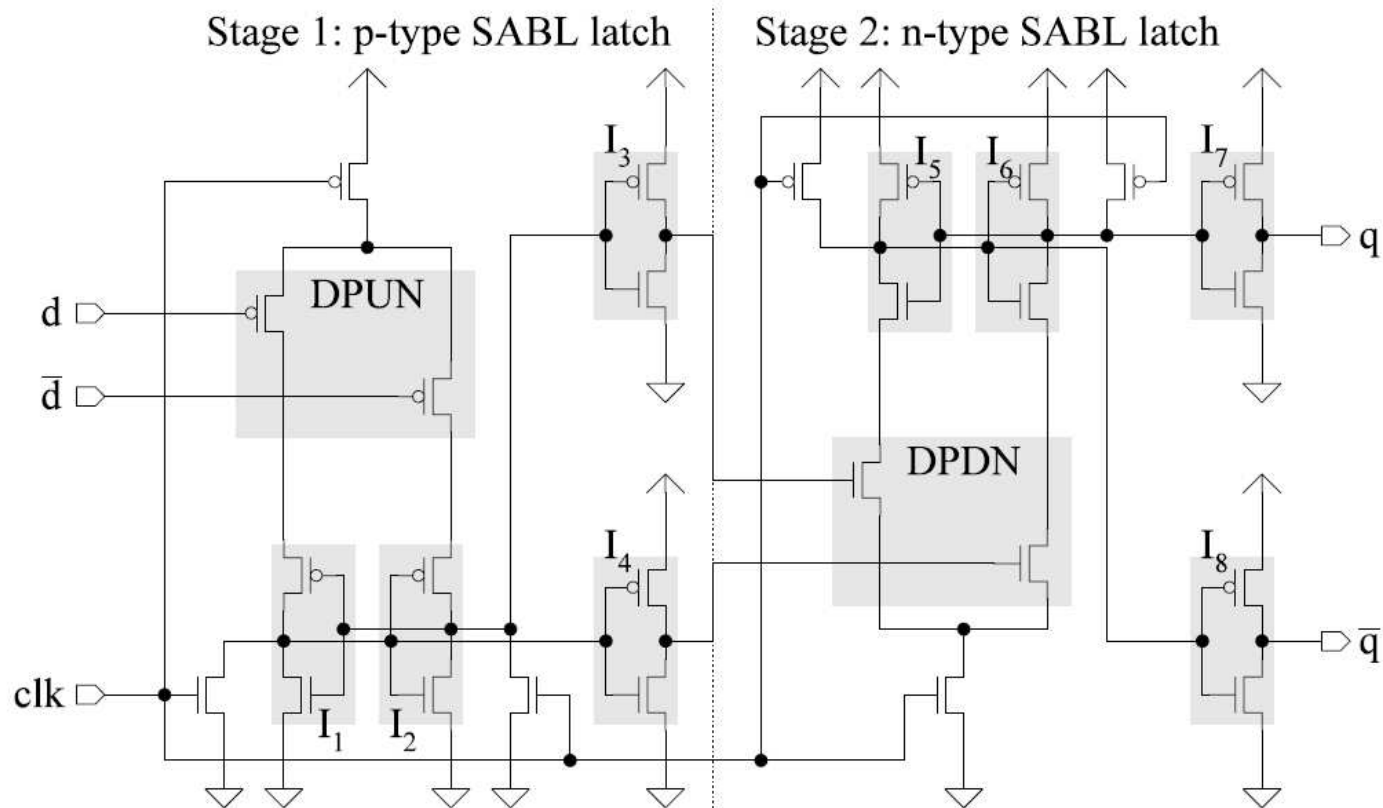 Stage 1: p-type SABL latch
Stage 2: n-type SABL latch
I3
I5
I6
I7
q
DPUN
d
d̅
DPDN
I4
I8
q̅
clk
I1
I2